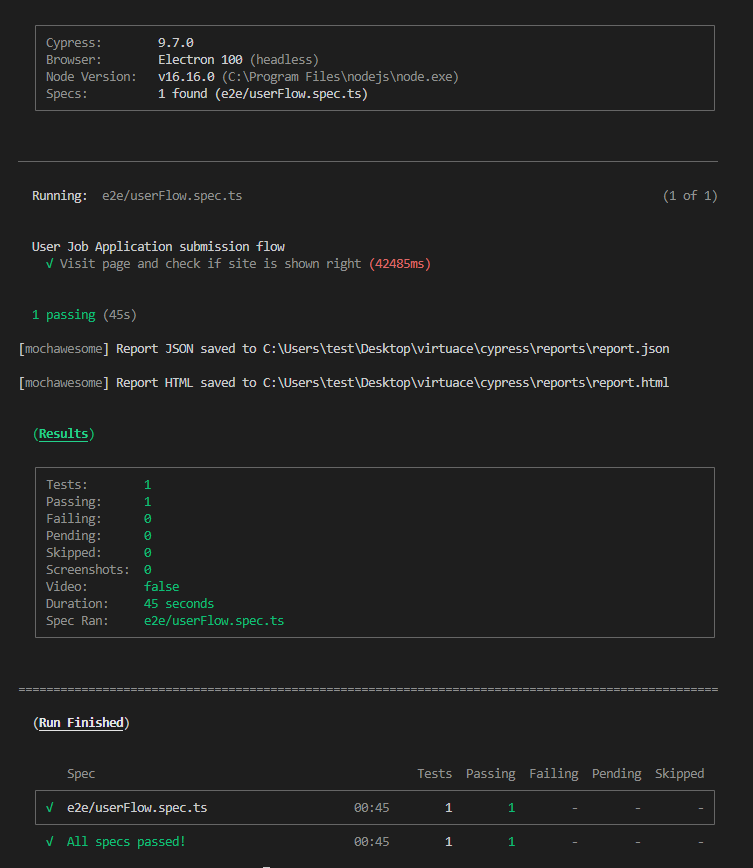 Cypress: 9.7.0
Browser: Electron 100 (headless)
Node Version: v16.16.0 (C:\Program Files\nodejs\node.exe)
Specs: 1 found (e2e/userFlow.spec.ts)
Running: e2e/userFlow.spec.ts (1 of 1)
User Job Application submission flow
√ Visit page and check if site is shown right (42485ms)
1 passing (45s)
[mochawesome] Report JSON saved to C:\Users\test\Desktop\virtuace\cypress\reports\report.json
[mochawesome] Report HTML saved to C:\Users\test\Desktop\virtuace\cypress\reports\report.html
(Results)
Tests: 1
Passing: 1
Failing: 0
Pending: 0
Skipped: 0
Screenshots: 0
Video: false
Duration: 45 seconds
Spec Ran: e2e/userFlow.spec.ts
====================================================================================================
(Run Finished)
Spec Tests Passing Failing Pending Skipped
√ e2e/userFlow.spec.ts 00:45 1 1 - - -
√ All specs passed! 00:45 1 1 - - -